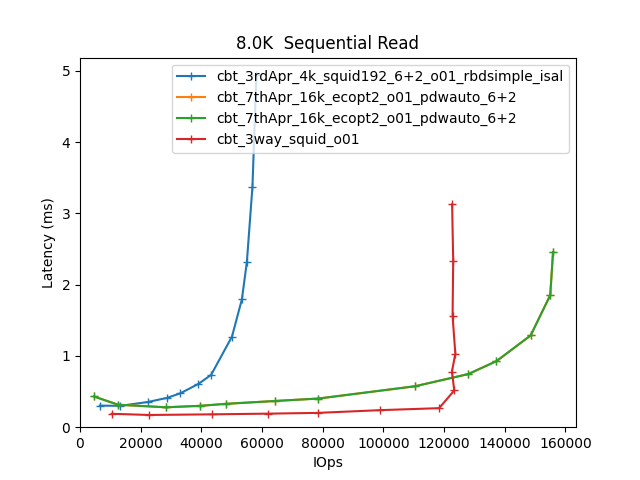 8.0K  Sequential Read
cbt_3rdApr_4k_squid192_6+2_o01_rbdsimple_isal
cbt_7thApr_16k_ecopt2_o01_pdwauto_6+2
cbt_7thApr_16k_ecopt2_o01_pdwauto_6+2
cbt_3way_squid_o01
Latency (ms)
5
4
3
2
1
0
0 20000 40000 60000 80000 100000 120000 140000 160000
IOps